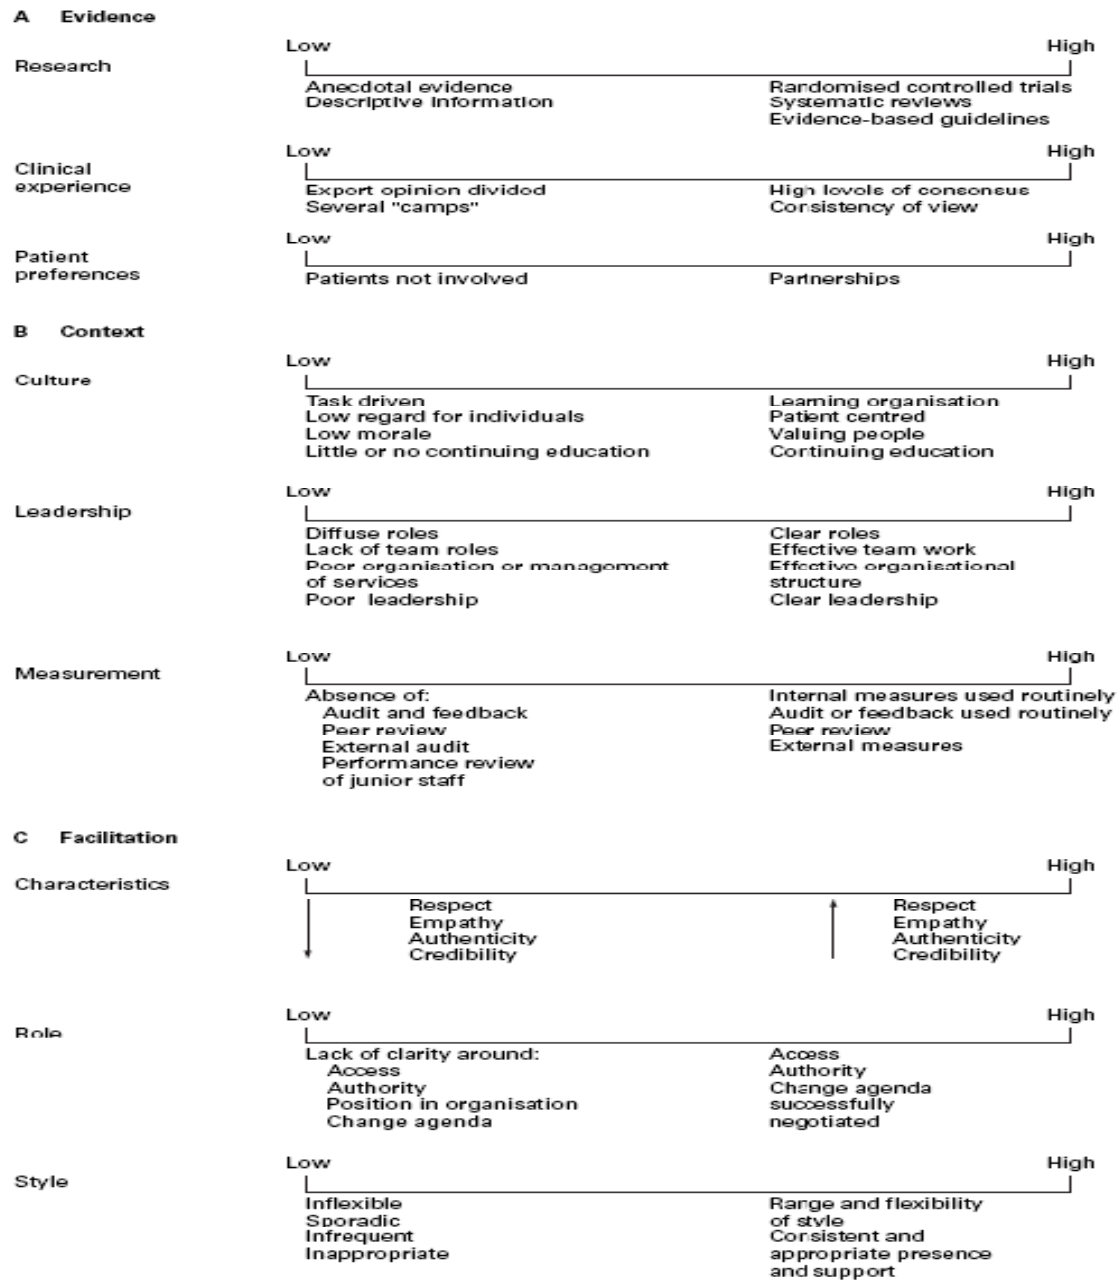 A Evidence
Low High
Research
Anecdotal evidence Randomised controlled trials
Descriptive information Systematic reviews
Evidence-based guidelines
Low High
Clinical
experience
Expert opinion divided High levels of consensus
Several "camps" Consistency of view
Low High
Patient
preferences
Patients not involved Partnerships
B Context
Low High
Culture
Task driven Learning organisation
Low regard for individuals Patient centred
Low morale Valuing people
Little or no continuing education Continuing education
Low High
Leadership
Diffuse roles Clear roles
Lack of team roles Effective team work
Poor organisation or management Effective organisational
of services structure
Poor leadership Clear leadership
Low High
Measurement
Absence of: Internal measures used routinely
Audit and feedback Audit or feedback used routinely
Peer review Peer review
External audit External measures
Performance review
of junior staff
C Facilitation
Low High
Characteristics
Respect Respect
Empathy Empathy
Authenticity Authenticity
Credibility Credibility
Low High
Role
Lack of clarity around: Access
Access Authority
Authority Change agenda
Position in organisation successfully
Change agenda negotiated
Low High
Style
Inflexible Range and flexibility
Sporadic of style
Infrequent Consistent and
Inappropriate appropriate presence
and support